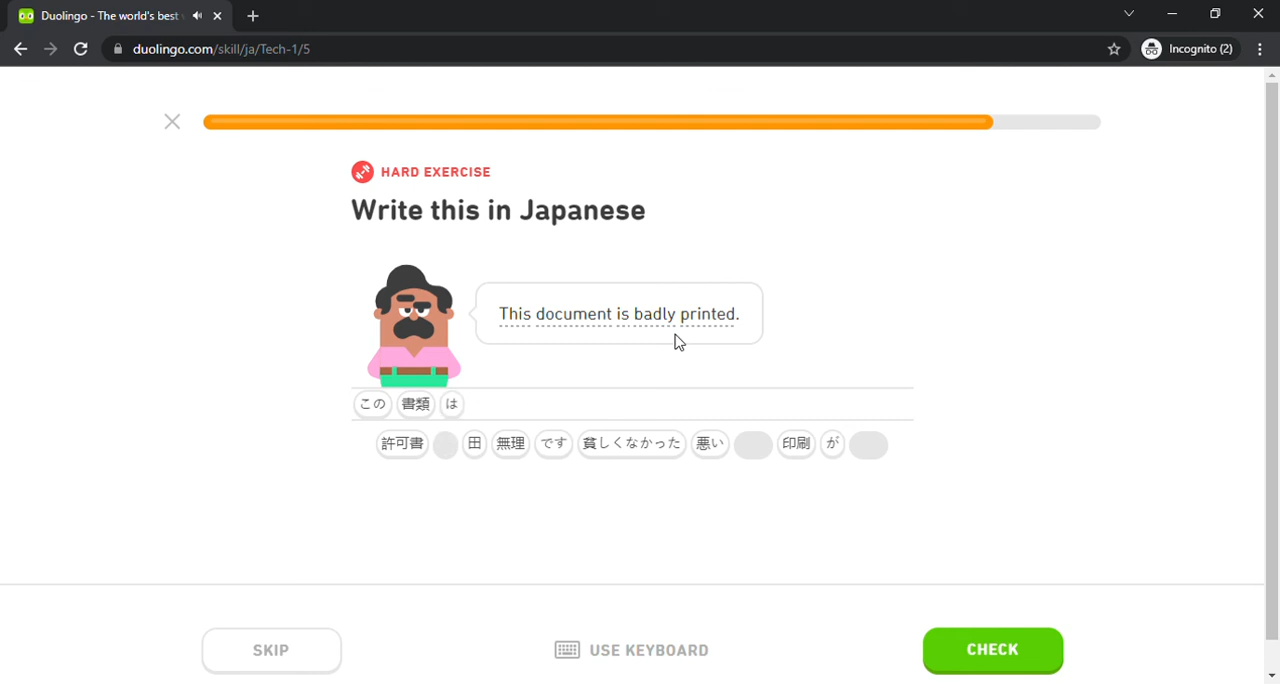 Duolingo - The world's best
duolingo.com/skill/ja/Tech-1/5
Incognito (2)
HARD EXERCISE
Write this in Japanese
This document is badly printed.
この 書類 は
許可書 田 無理 です 貧しくなかった 悪い 印刷 が
SKIP
USE KEYBOARD
CHECK